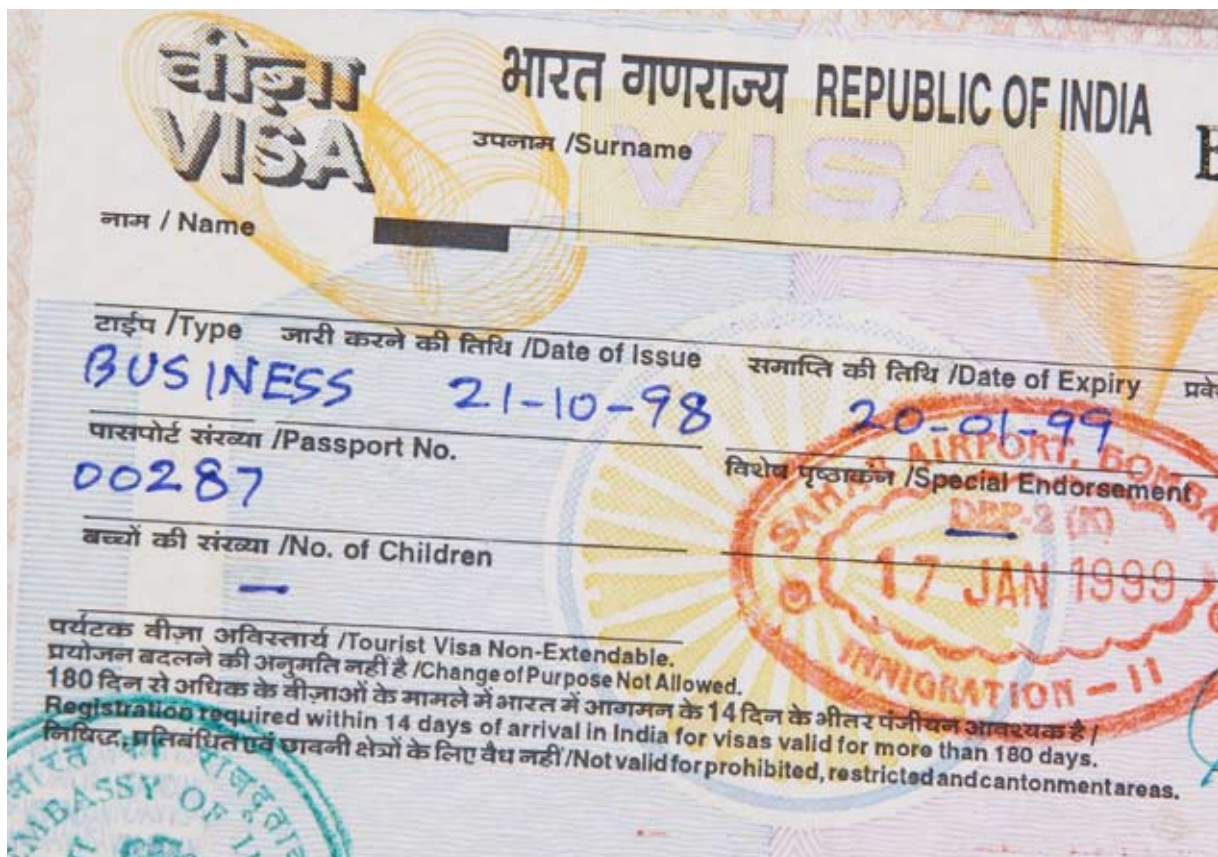 वीज़ा
VISA
भारत गणराज्य REPUBLIC OF INDIA
VISA
उपनाम /Surname
नाम / Name
टाईप /Type जारी करने की तिथि /Date of Issue समाप्ति की तिथि /Date of Expiry
BUSINESS 21-10-98 20-01-99
पासपोर्ट संख्या /Passport No. विशेष पृष्ठाकंन /Special Endorsement
00287 —
बच्चों की संख्या /No. of Children
—
AIRPORT, BOMBA
17 JAN 1999
IMMIGRATION - II
पर्यटक वीज़ा अविस्तार्य /Tourist Visa Non-Extendable.
प्रयोजन बदलने की अनुमति नहीं है /Change of Purpose Not Allowed.
180 दिन से अधिक के वीज़ाओं के मामले में भारत में आगमन के 14 दिन के भीतर पंजीयन आवश्यक है /
Registration required within 14 days of arrival in India for visas valid for more than 180 days.
निषिद्ध, प्रतिबंधित एवं छावनी क्षेत्रों के लिए वैध नहीं /Not valid for prohibited, restricted and cantonment areas.
EMBASSY OF